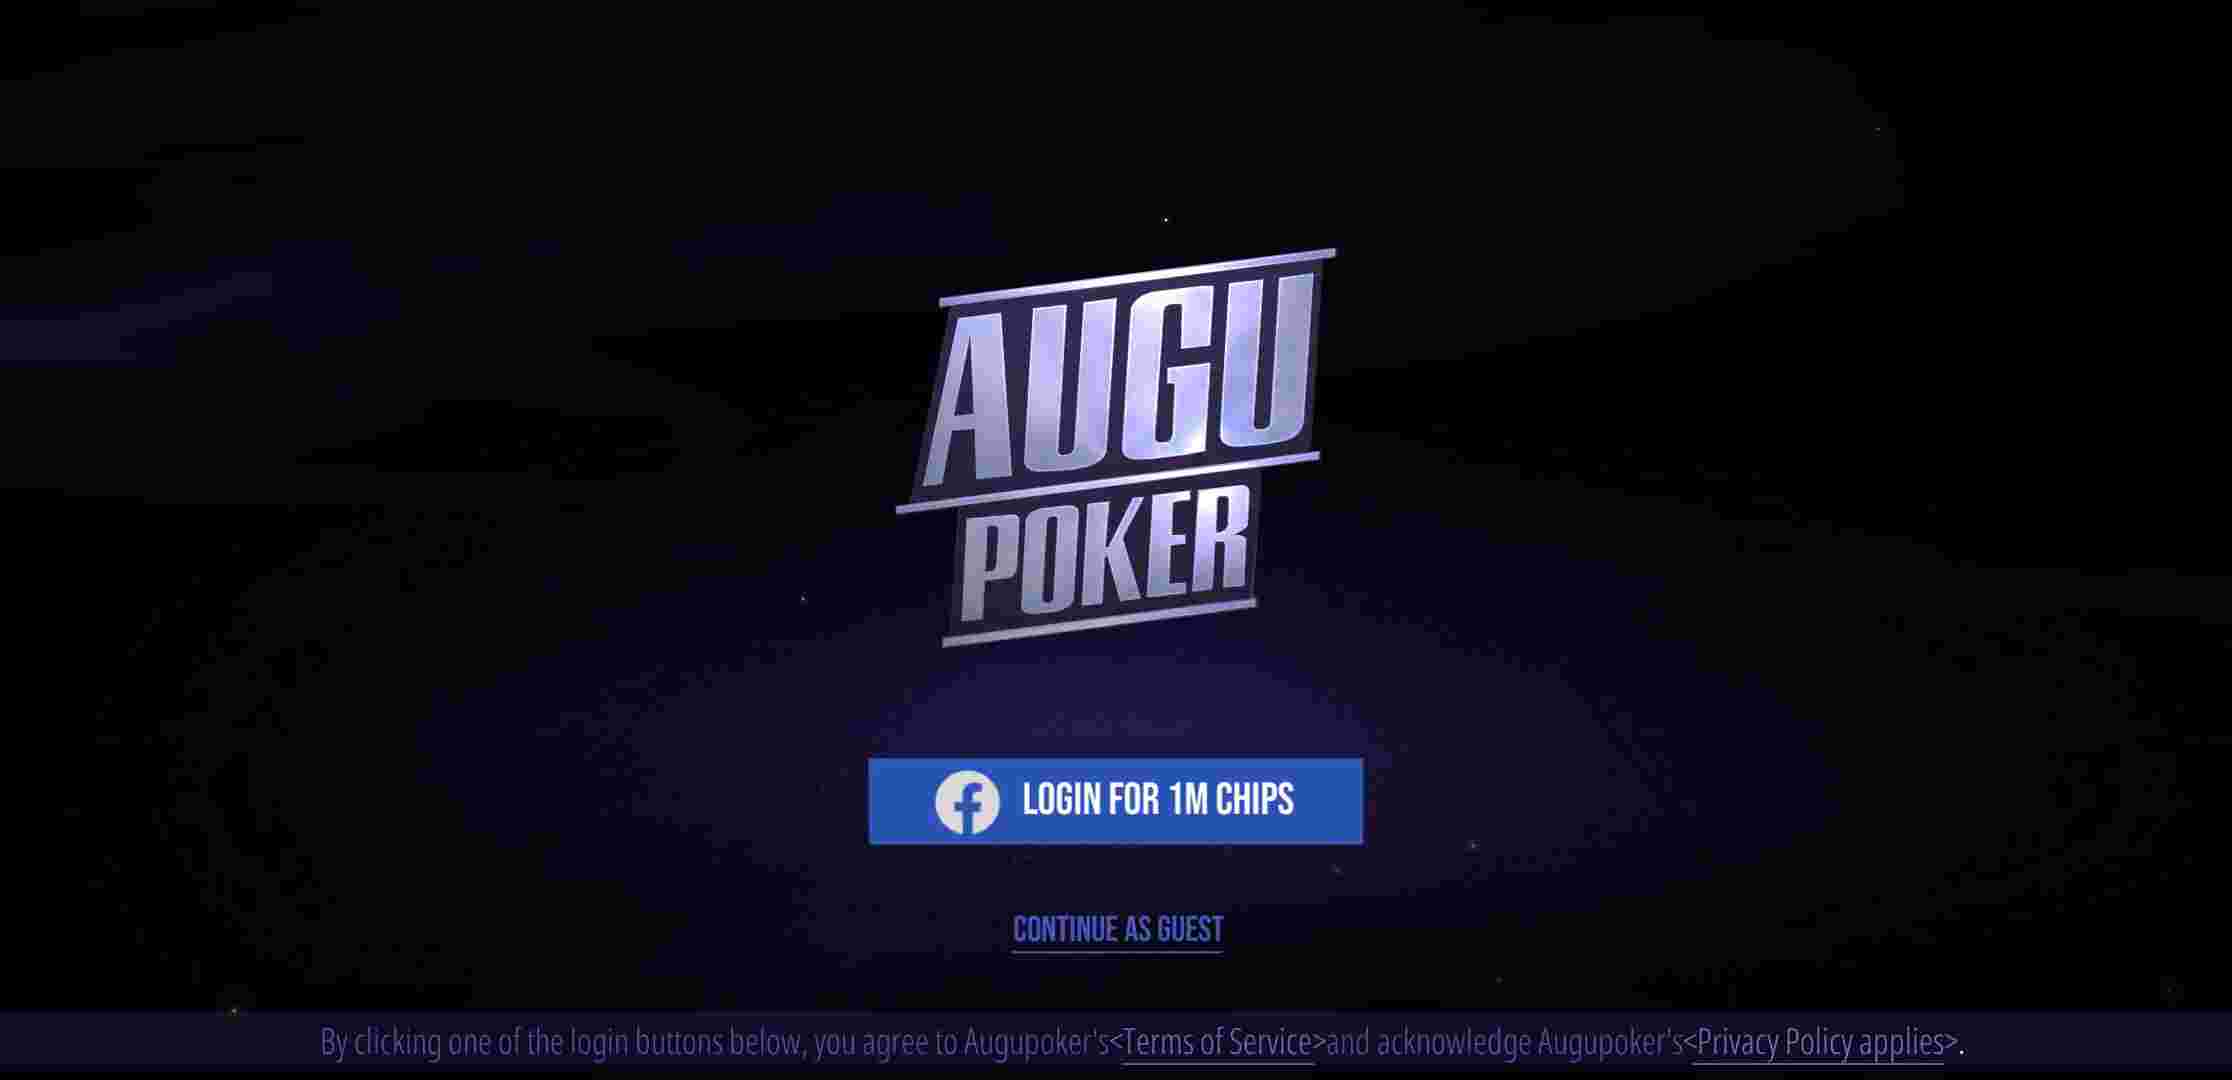 AUGU
POKER
LOGIN FOR 1M CHIPS
CONTINUE AS GUEST
By clicking one of the login buttons below, you agree to Augupoker's<Terms of Service>and acknowledge Augupoker's<Privacy Policy applies>.